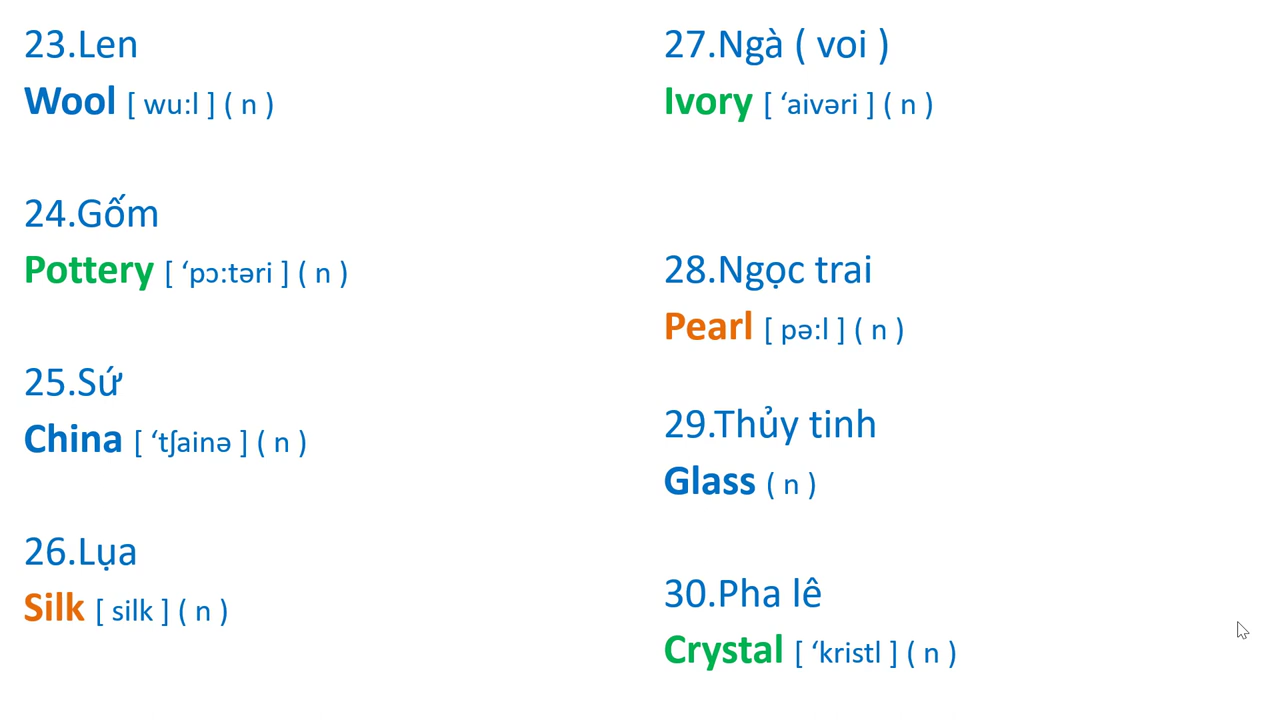 23.Len
Wool [ wu:l ] ( n )
24.Gốm
Pottery [ ‘pɔ:təri ] ( n )
25.Sứ
China [ ‘tʃainə ] ( n )
26.Lụa
Silk [ silk ] ( n )
27.Ngà ( voi )
Ivory [ ‘aivəri ] ( n )
28.Ngọc trai
Pearl [ pə:l ] ( n )
29.Thủy tinh
Glass ( n )
30.Pha lê
Crystal [ ‘kristl ] ( n )